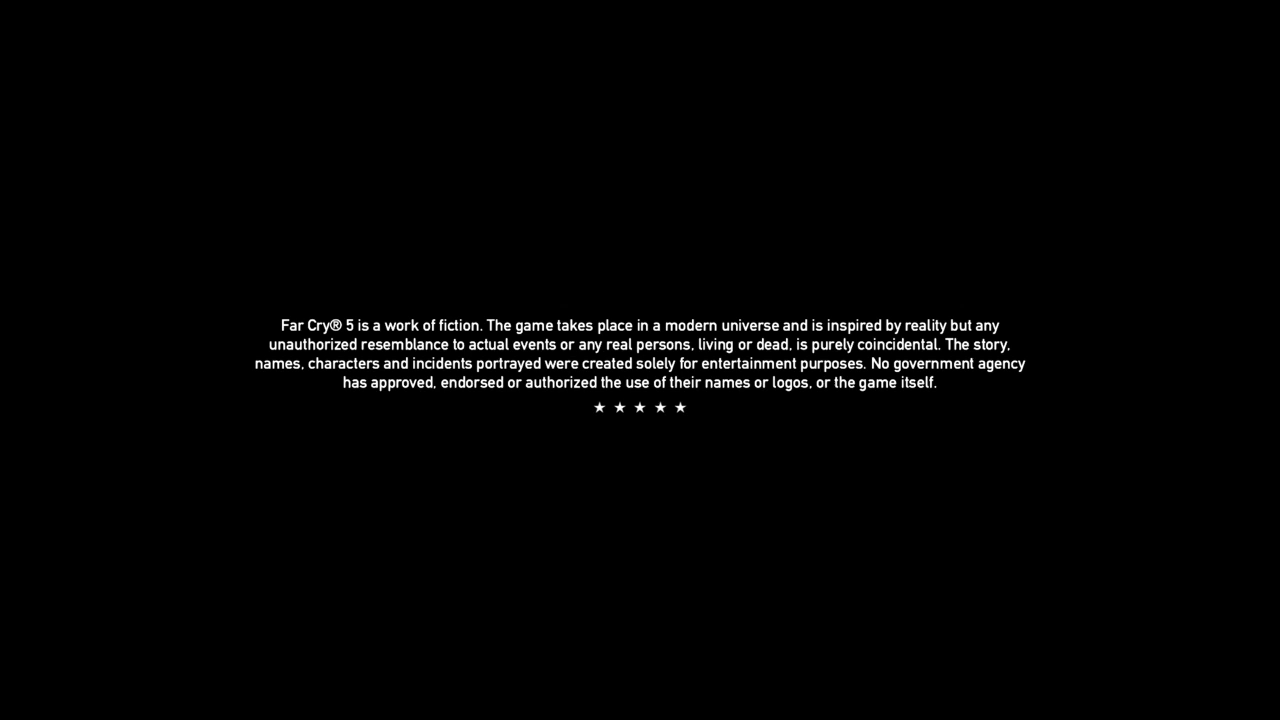 Far Cry® 5 is a work of fiction. The game takes place in a modern universe and is inspired by reality but any
unauthorized resemblance to actual events or any real persons, living or dead, is purely coincidental. The story,
names, characters and incidents portrayed were created solely for entertainment purposes. No government agency
has approved, endorsed or authorized the use of their names or logos, or the game itself.
★ ★ ★ ★ ★